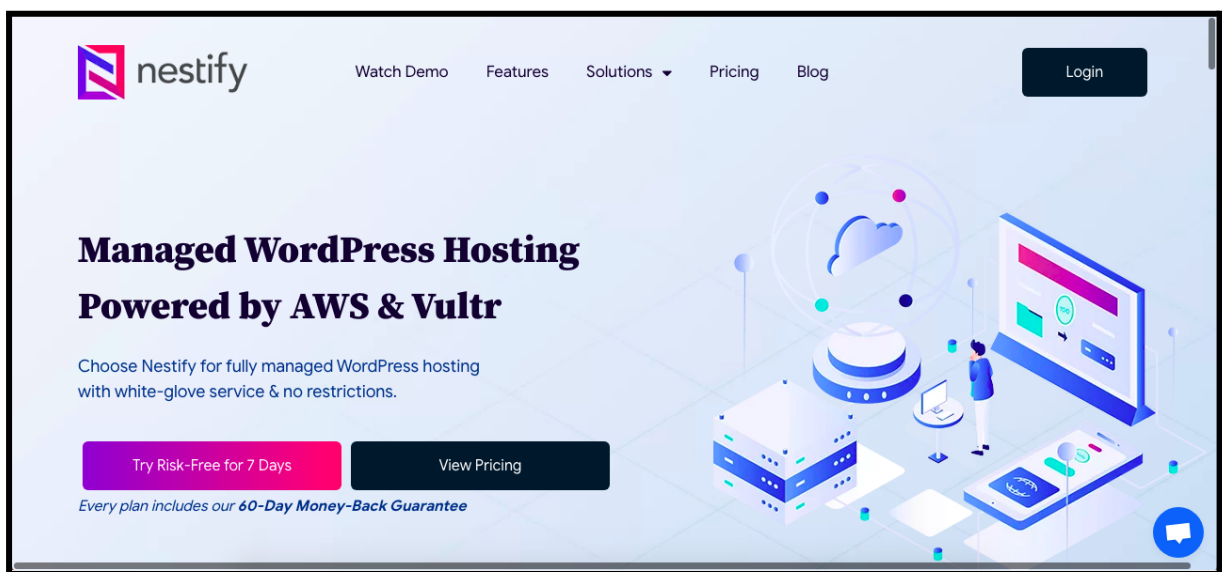 nestify
Watch Demo
Features
Solutions
Pricing
Blog
Login
Managed WordPress Hosting
Powered by AWS & Vultr
Choose Nestify for fully managed WordPress hosting
with white-glove service & no restrictions.
Try Risk-Free for 7 Days
View Pricing
Every plan includes our 60-Day Money-Back Guarantee